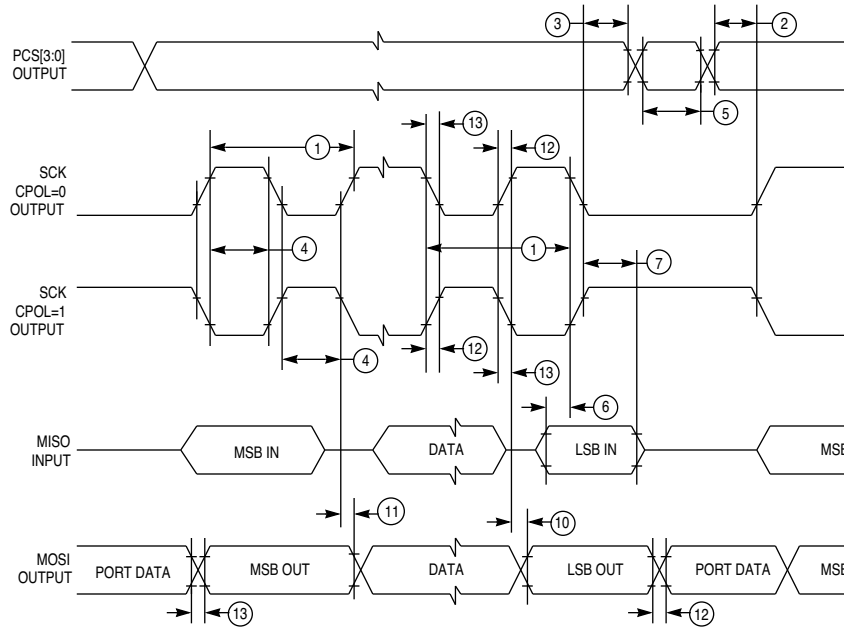 3
2
PCS[3:0]
OUTPUT
5
13
1
12
SCK
CPOL=0
OUTPUT
4
1
7
SCK
CPOL=1
OUTPUT
12
4
13
6
MISO
INPUT
MSB IN
DATA
LSB IN
MSB
11
10
MOSI
OUTPUT
PORT DATA
MSB OUT
DATA
LSB OUT
PORT DATA
MSB
13
12